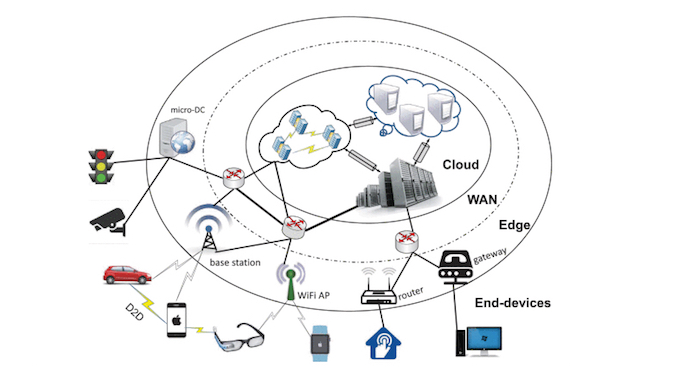 micro-DC
Cloud
WAN
Edge
base station
gateway
D2D
WiFi AP
router
End-devices